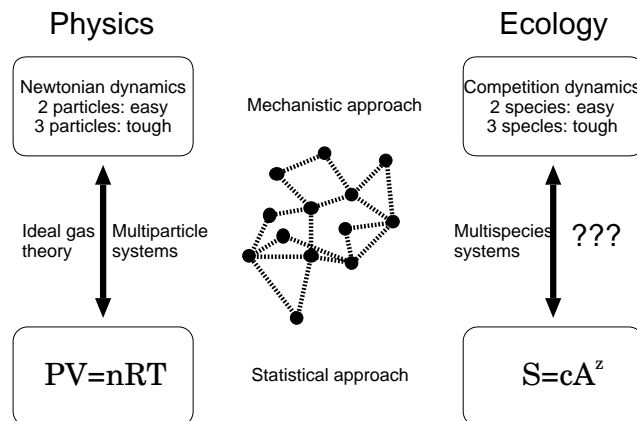 Physics
Ecology
Newtonian dynamics
2 particles: easy
3 particles: tough
Mechanistic approach
Competition dynamics
2 species: easy
3 species: tough
Ideal gas
theory
Multiparticle
systems
Multispecies
systems
???
PV=nRT
Statistical approach
S=cA^z